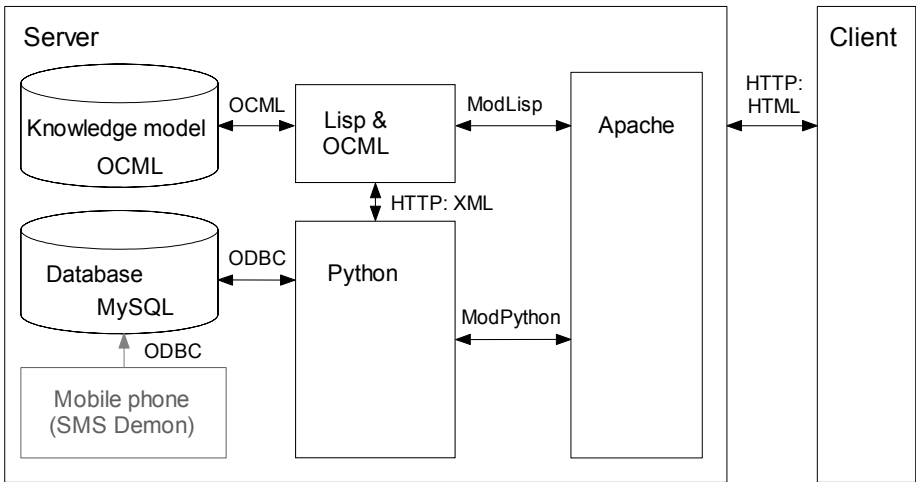 Server
Client
Knowledge model
OCML
OCML
Lisp &
OCML
ModLisp
Apache
HTTP:
HTML
HTTP: XML
Database
MySQL
ODBC
Python
ModPython
ODBC
Mobile phone
(SMS Demon)